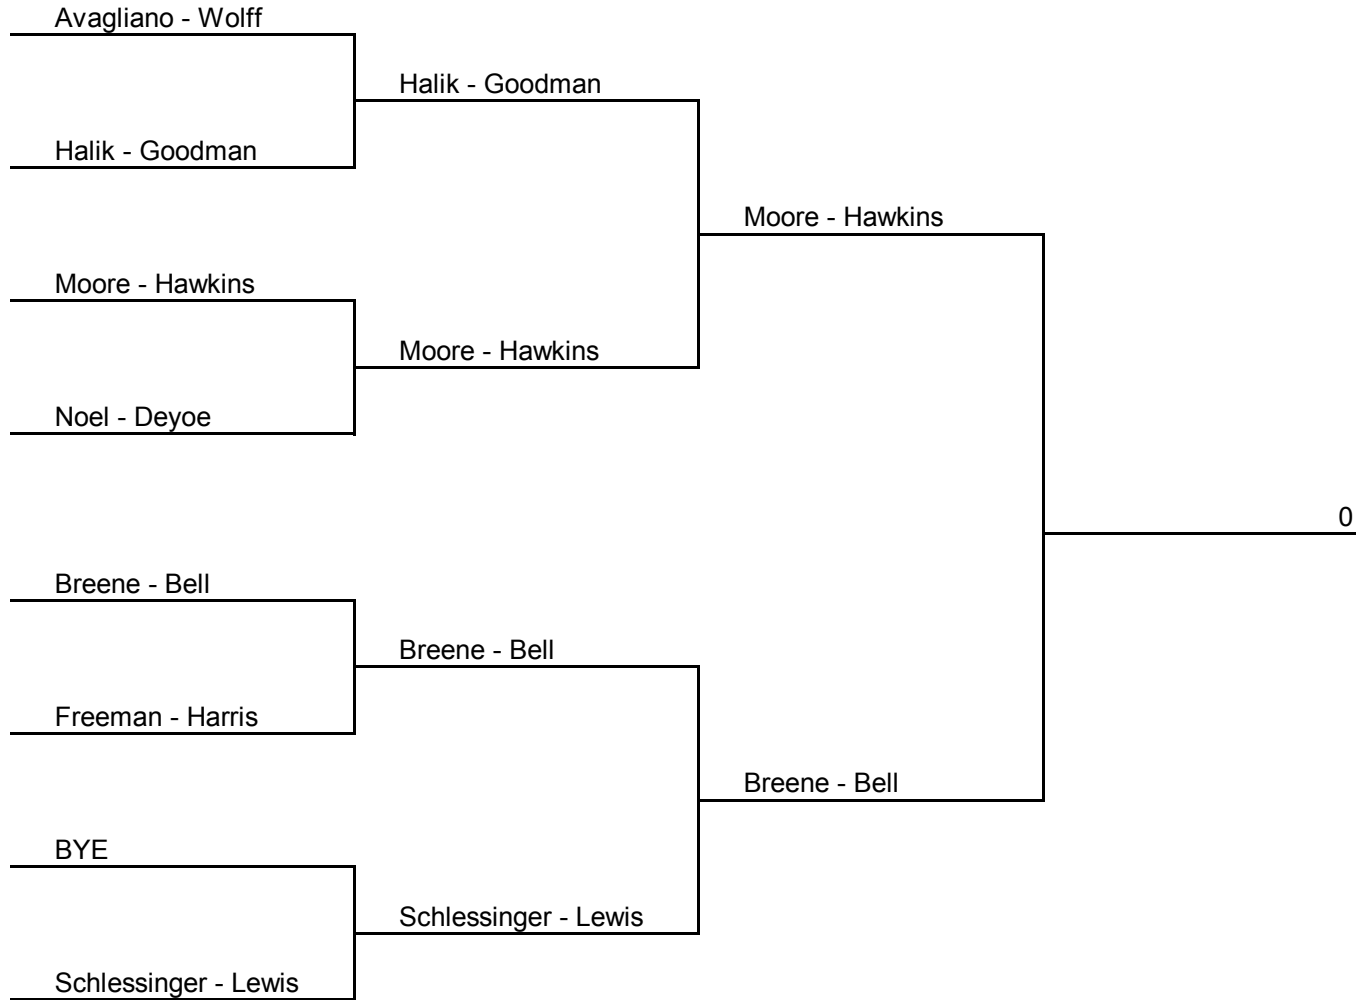 Avagliano - Wolff
Halik - Goodman
Halik - Goodman
Moore - Hawkins
Moore - Hawkins
Moore - Hawkins
Noel - Deyoe
0
Breene - Bell
Breene - Bell
Freeman - Harris
Breene - Bell
BYE
Schlessinger - Lewis
Schlessinger - Lewis